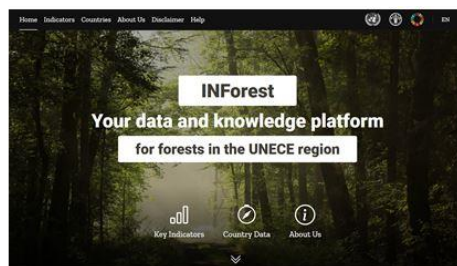 Home Indicators Countries About Us Disclaimer Help EN
INForest
Your data and knowledge platform
for forests in the UNECE region
Key Indicators Country Data About Us